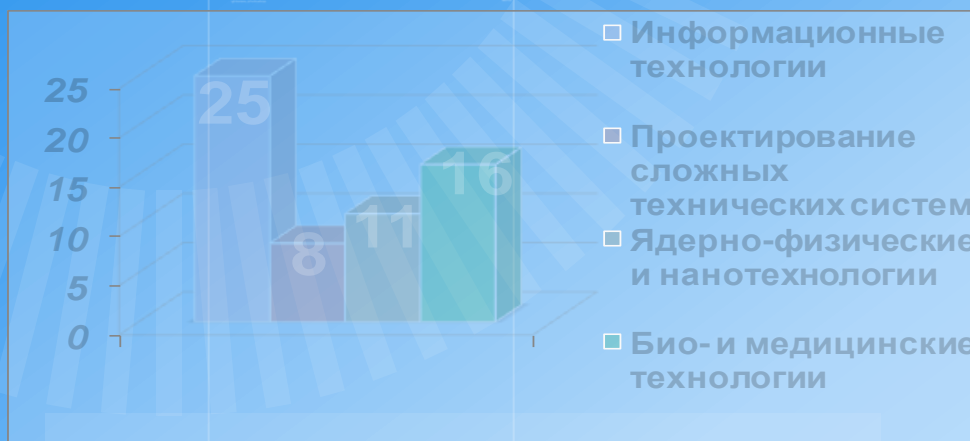 25
20
15
10
5
0
25
8
11
16
Информационные
технологии
Проектирование
сложных
технических систем
Ядерно-физические
и нанотехнологии
Био- и медицинские
технологии